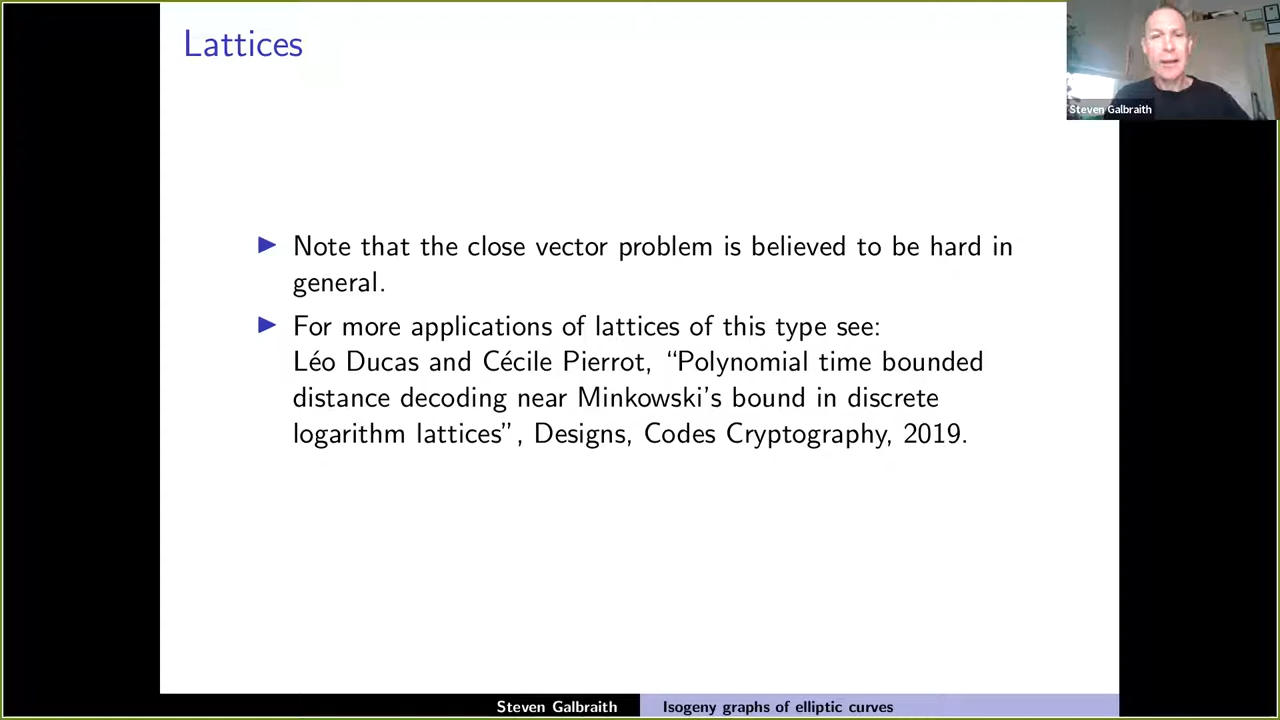 Lattices
Steven Galbraith
▶ Note that the close vector problem is believed to be hard in
general.
▶ For more applications of lattices of this type see:
Léo Ducas and Cécile Pierrot, “Polynomial time bounded
distance decoding near Minkowski's bound in discrete
logarithm lattices”, Designs, Codes Cryptography, 2019.
Steven Galbraith Isogeny graphs of elliptic curves